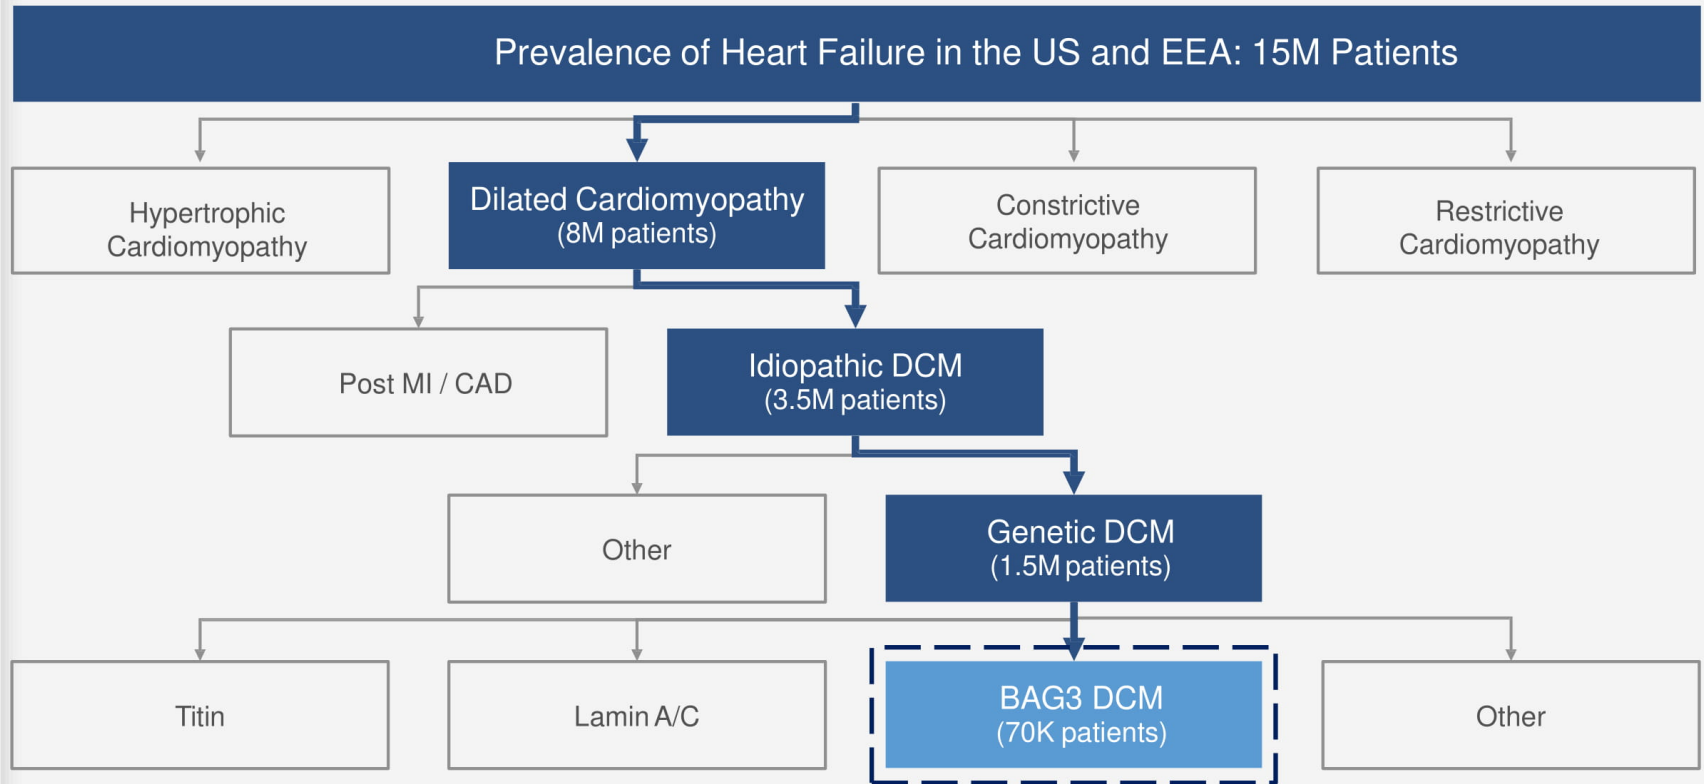 Prevalence of Heart Failure in the US and EEA: 15M Patients
Hypertrophic
Cardiomyopathy
Dilated Cardiomyopathy
(8M patients)
Constrictive
Cardiomyopathy
Restrictive
Cardiomyopathy
Post MI / CAD
Idiopathic DCM
(3.5M patients)
Other
Genetic DCM
(1.5M patients)
Titin
Lamin A/C
BAG3 DCM
(70K patients)
Other